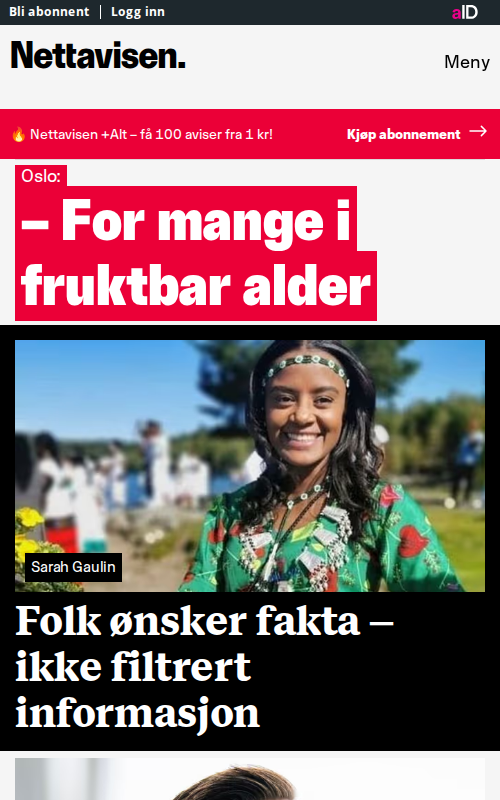 Bli abonnent | Logg inn
aID
Nettavisen.
Meny
🔥 Nettavisen +Alt – få 100 aviser fra 1 kr!
Kjøp abonnement →
Oslo:
– For mange i
fruktbar alder
Sarah Gaulin
Folk ønsker fakta –
ikke filtrert
informasjon